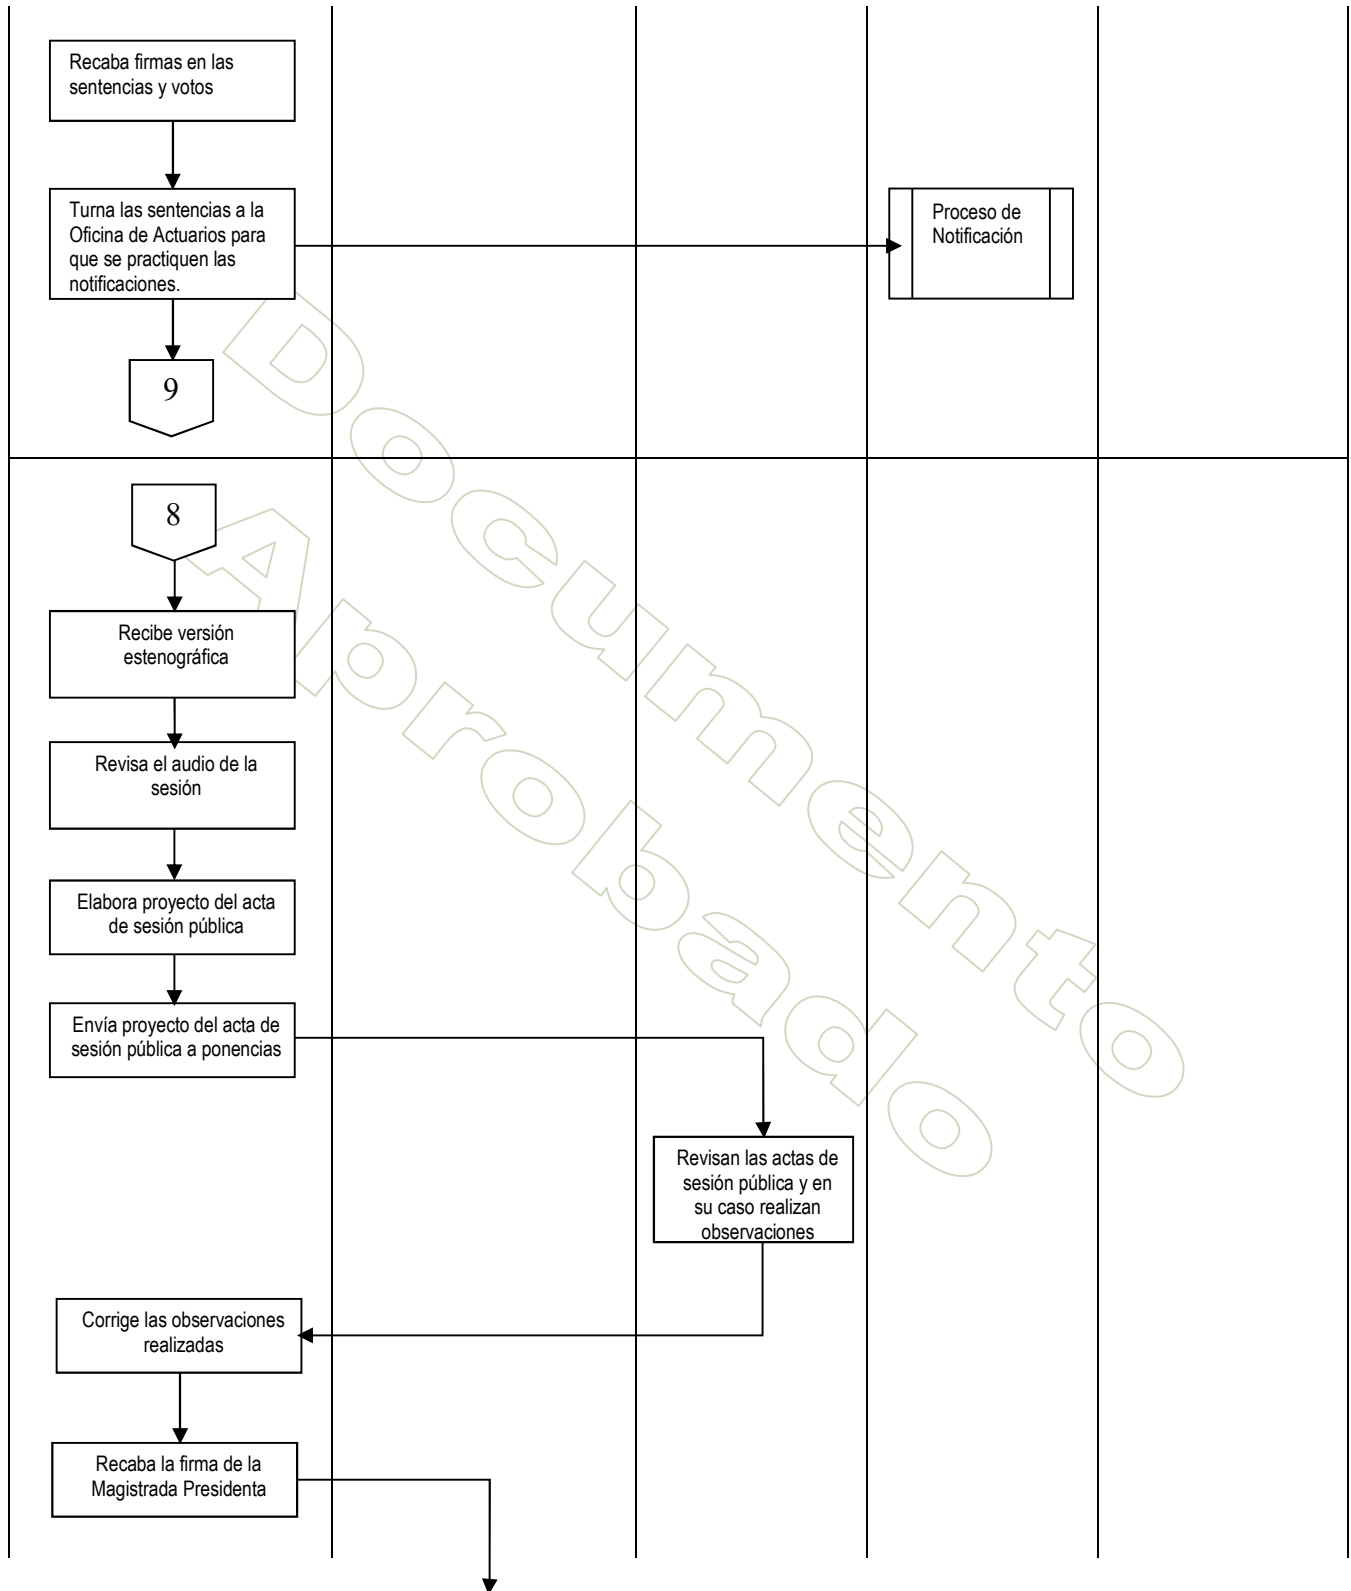 Recaba firmas en las
sentencias y votos
Turna las sentencias a la
Oficina de Actuarios para
que se practiquen las
notificaciones.
Proceso de
Notificación
9
8
Recibe versión
estenográfica
Revisa el audio de la
sesión
Elabora proyecto del acta
de sesión pública
Envía proyecto del acta de
sesión pública a ponencias
Revisan las actas de
sesión pública y en
su caso realizan
observaciones
Corrige las observaciones
realizadas
Recaba la firma de la
Magistrada Presidenta
Documento
Aprobado